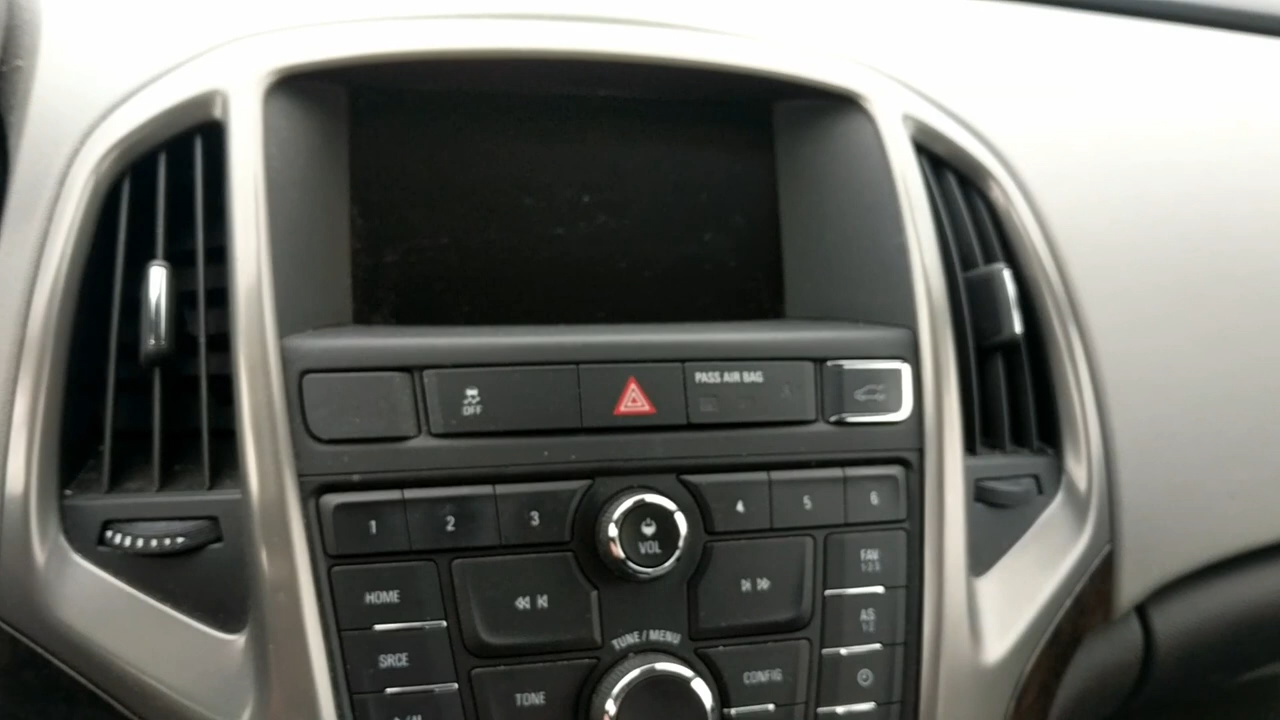 OFF
PASS AIR BAG
1 2 3 4 5 6
VOL
FAV
1-2-3
HOME
AS
1-2
TUNE / MENU
SRCE
CONFIG
TONE